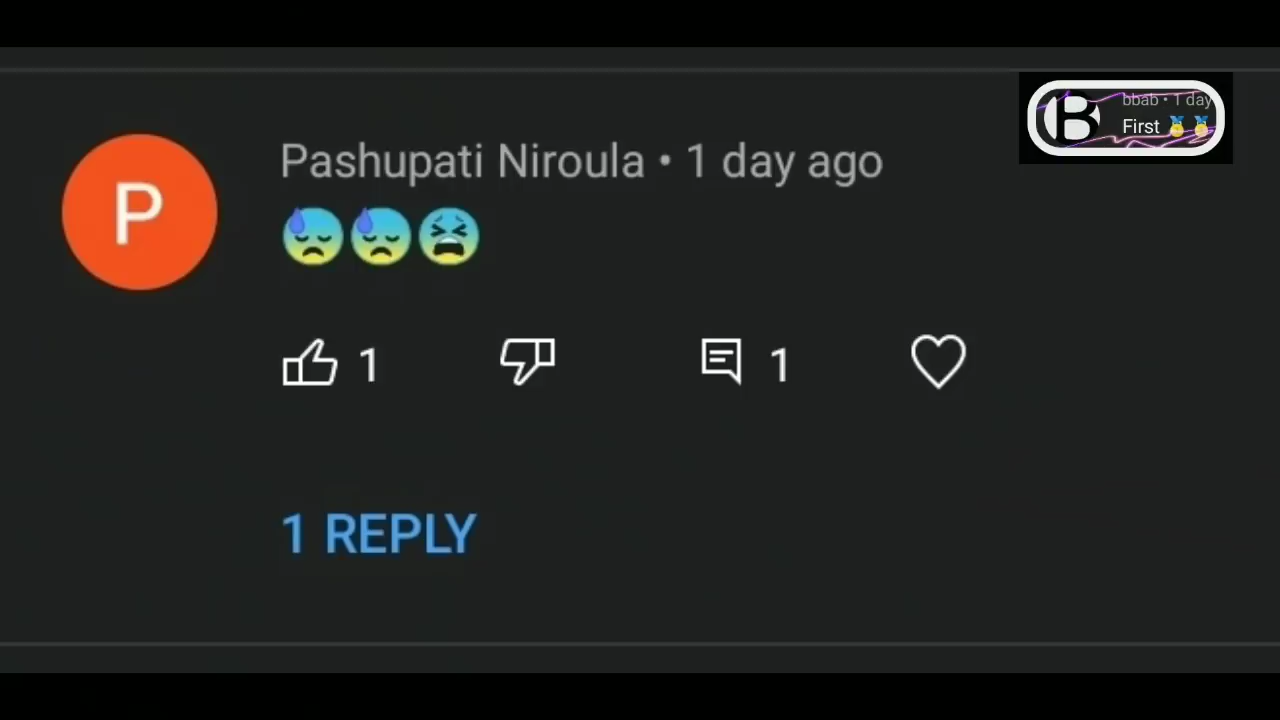 bbab • 1 day
First 🏅🏅
P
Pashupati Niroula • 1 day ago
😓😓😫
1 1
1 REPLY